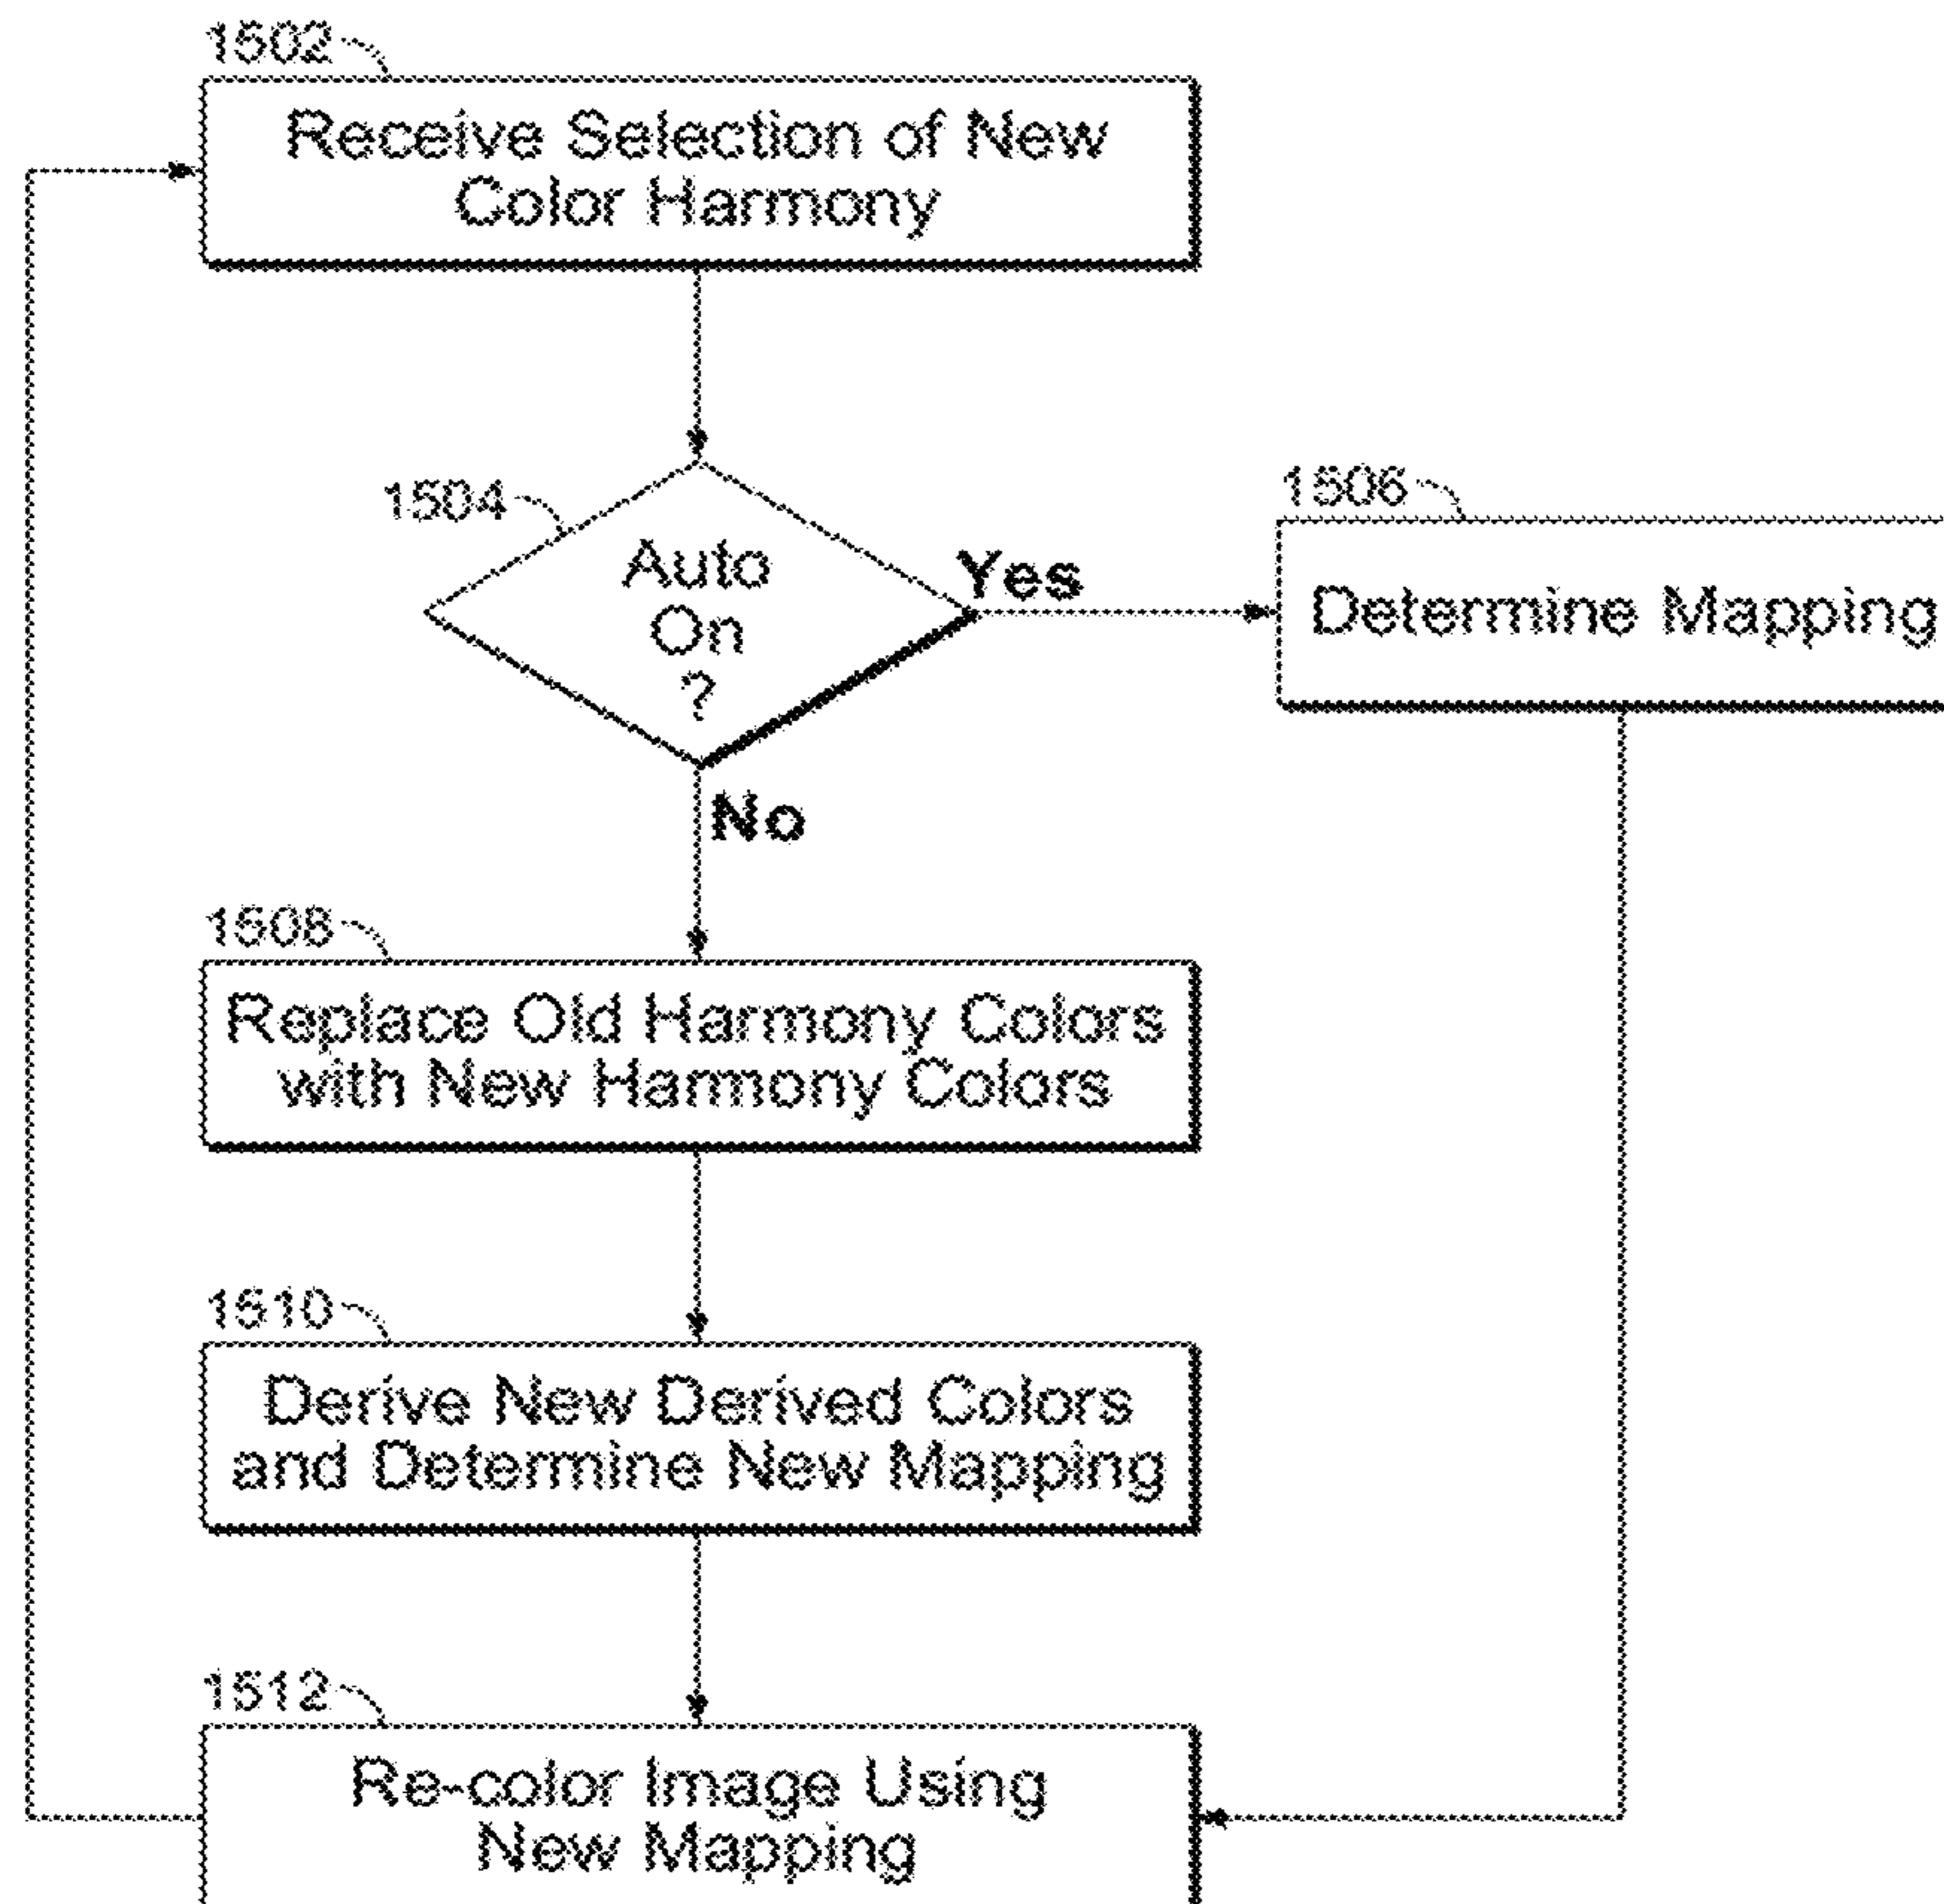 1502
Receive Selection of New
Color Harmony
1504
Auto
On
?
Yes
1506
Determine Mapping
No
1508
Replace Old Harmony Colors
with New Harmony Colors
1510
Derive New Derived Colors
and Determine New Mapping
1512
Re-color Image Using
New Mapping